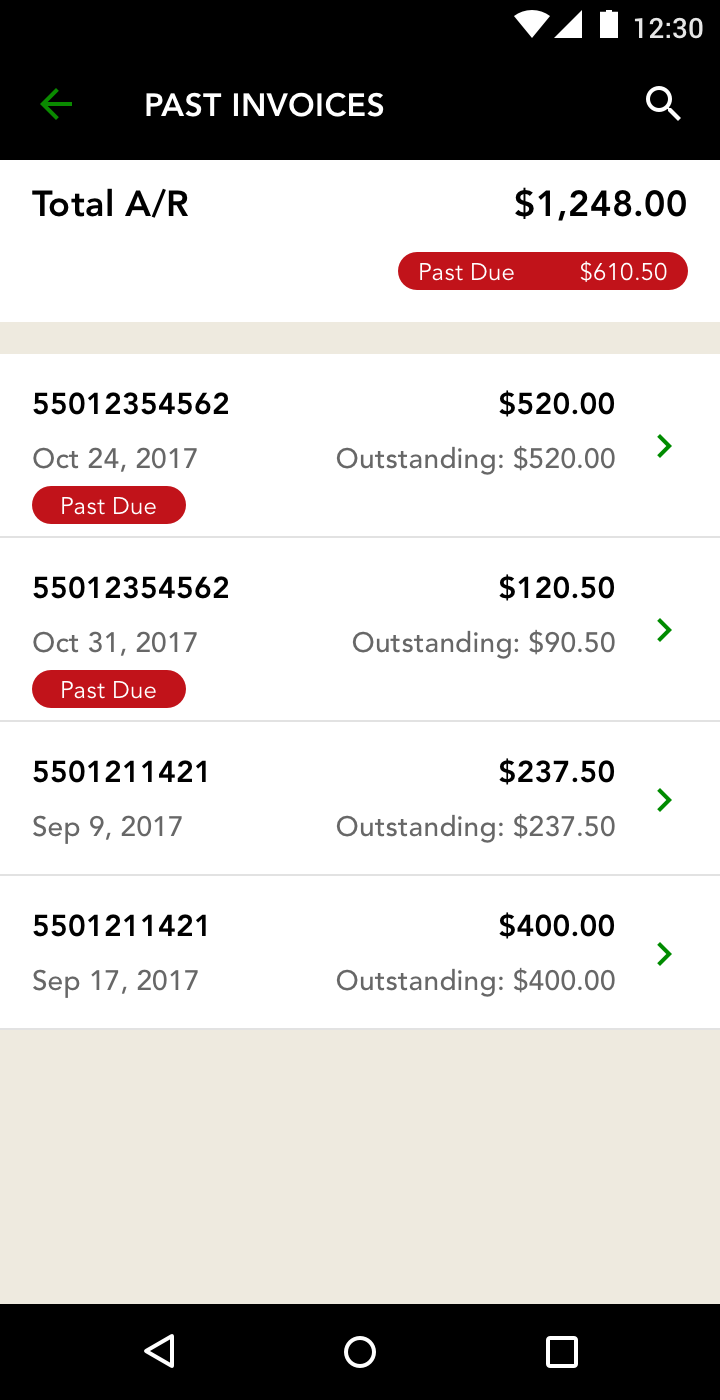 12:30
PAST INVOICES
Total A/R $1,248.00
Past Due $610.50
55012354562 $520.00
Oct 24, 2017 Outstanding: $520.00
Past Due
55012354562 $120.50
Oct 31, 2017 Outstanding: $90.50
Past Due
5501211421 $237.50
Sep 9, 2017 Outstanding: $237.50
5501211421 $400.00
Sep 17, 2017 Outstanding: $400.00